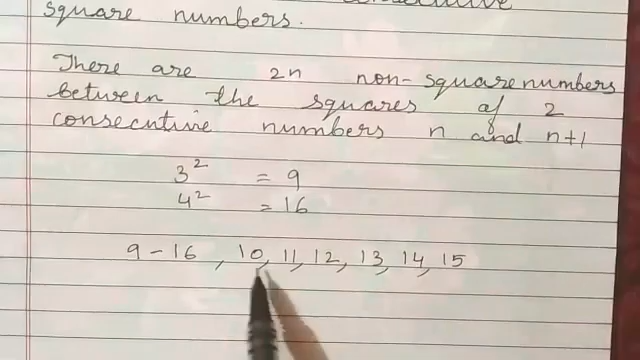 consecutive
square numbers.
There are 2n non-square numbers
between the squares of 2
consecutive numbers n and n+1
3² = 9
4² = 16
9 - 16 , 10, 11, 12, 13, 14, 15